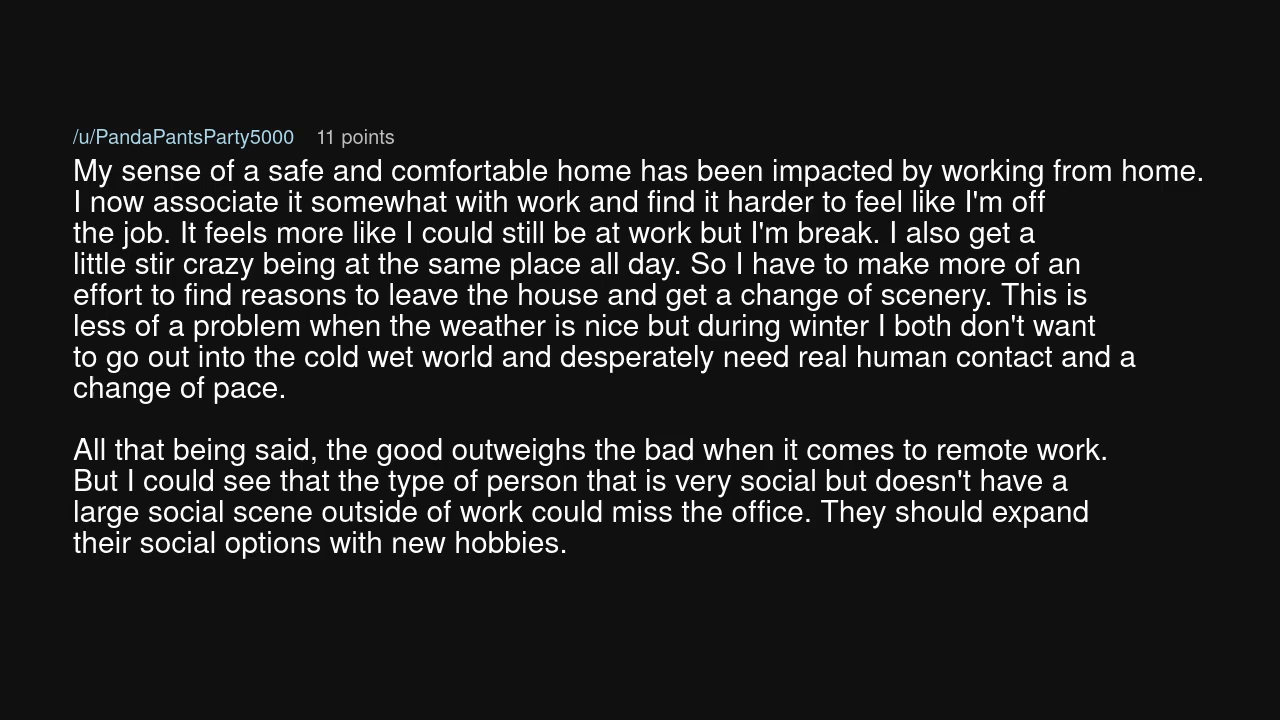 /u/PandaPantsParty5000 11 points
My sense of a safe and comfortable home has been impacted by working from home.
I now associate it somewhat with work and find it harder to feel like I'm off
the job. It feels more like I could still be at work but I'm break. I also get a
little stir crazy being at the same place all day. So I have to make more of an
effort to find reasons to leave the house and get a change of scenery. This is
less of a problem when the weather is nice but during winter I both don't want
to go out into the cold wet world and desperately need real human contact and a
change of pace.
All that being said, the good outweighs the bad when it comes to remote work.
But I could see that the type of person that is very social but doesn't have a
large social scene outside of work could miss the office. They should expand
their social options with new hobbies.